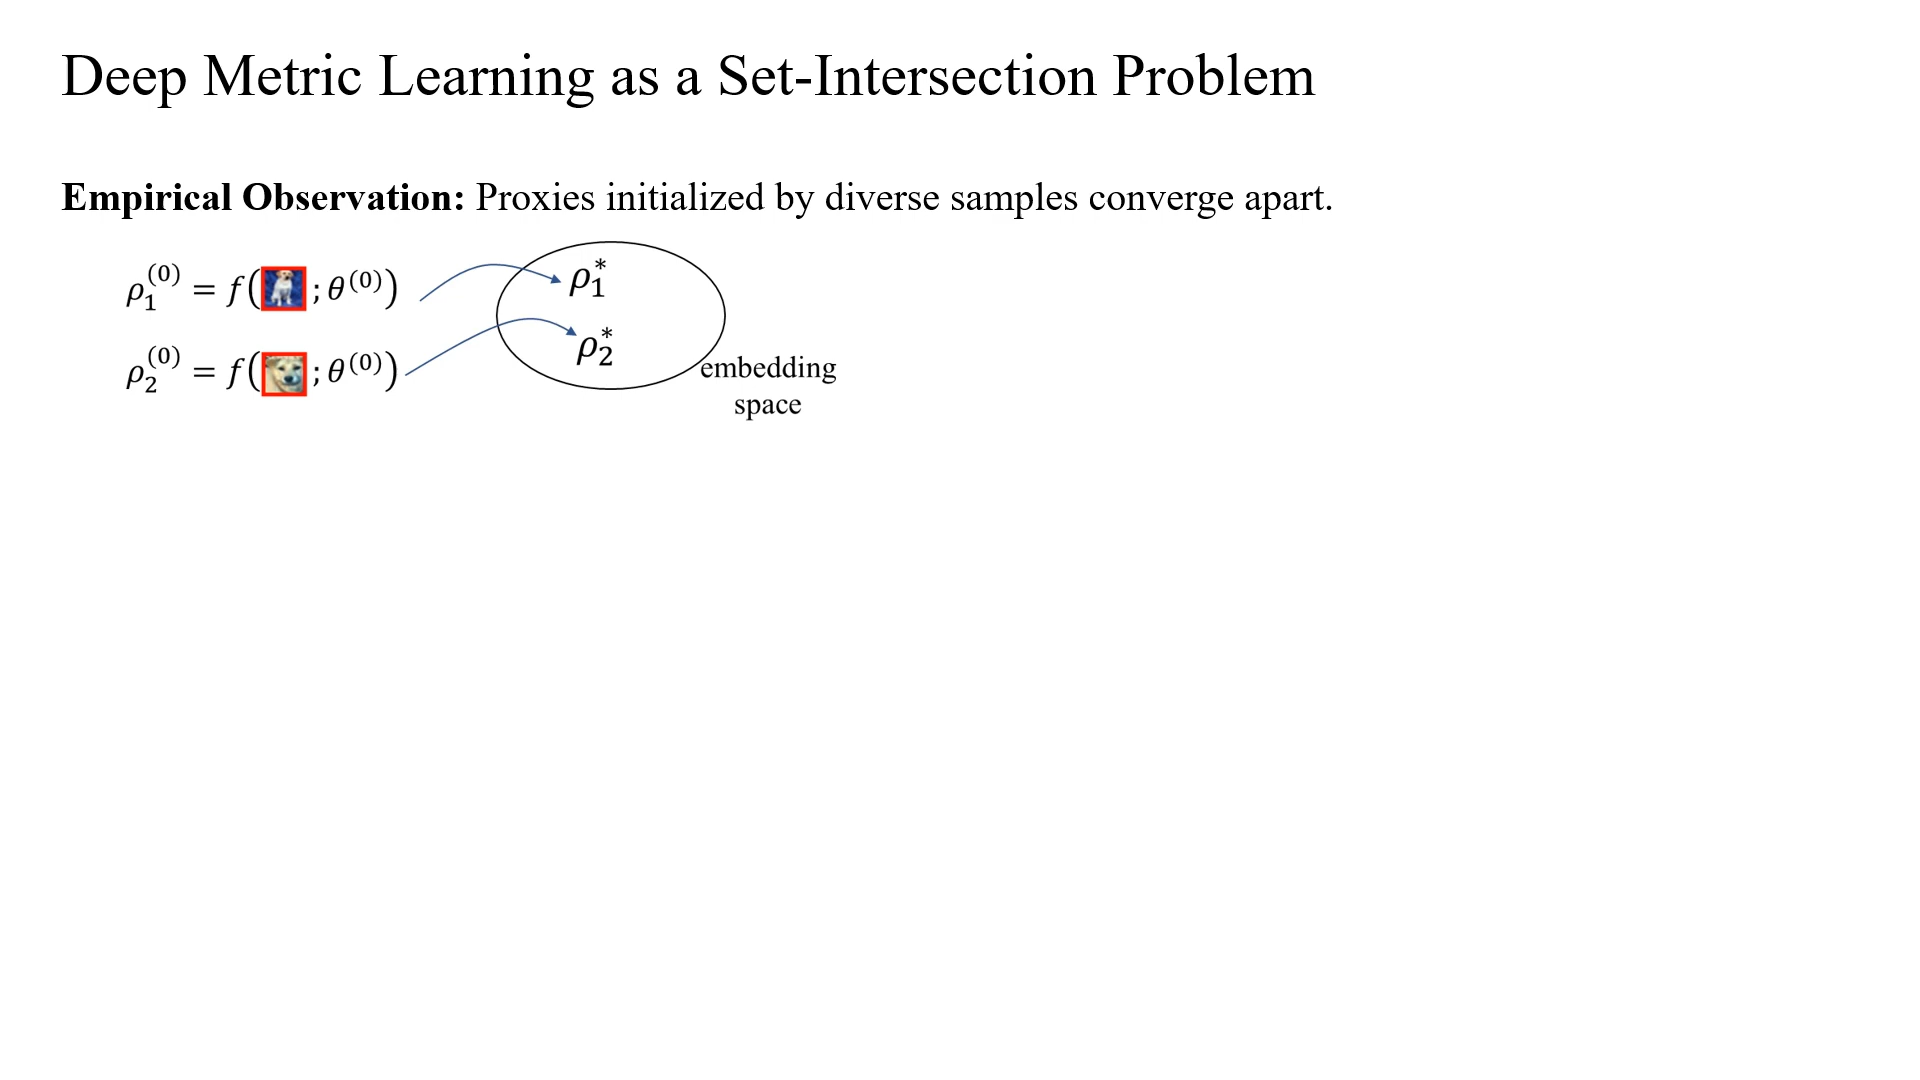 Deep Metric Learning as a Set-Intersection Problem
Empirical Observation: Proxies initialized by diverse samples converge apart.
ρ₁⁽⁰⁾ = f( ; θ⁽⁰⁾)
ρ₁*
ρ₂⁽⁰⁾ = f( ; θ⁽⁰⁾)
ρ₂*
embedding
space